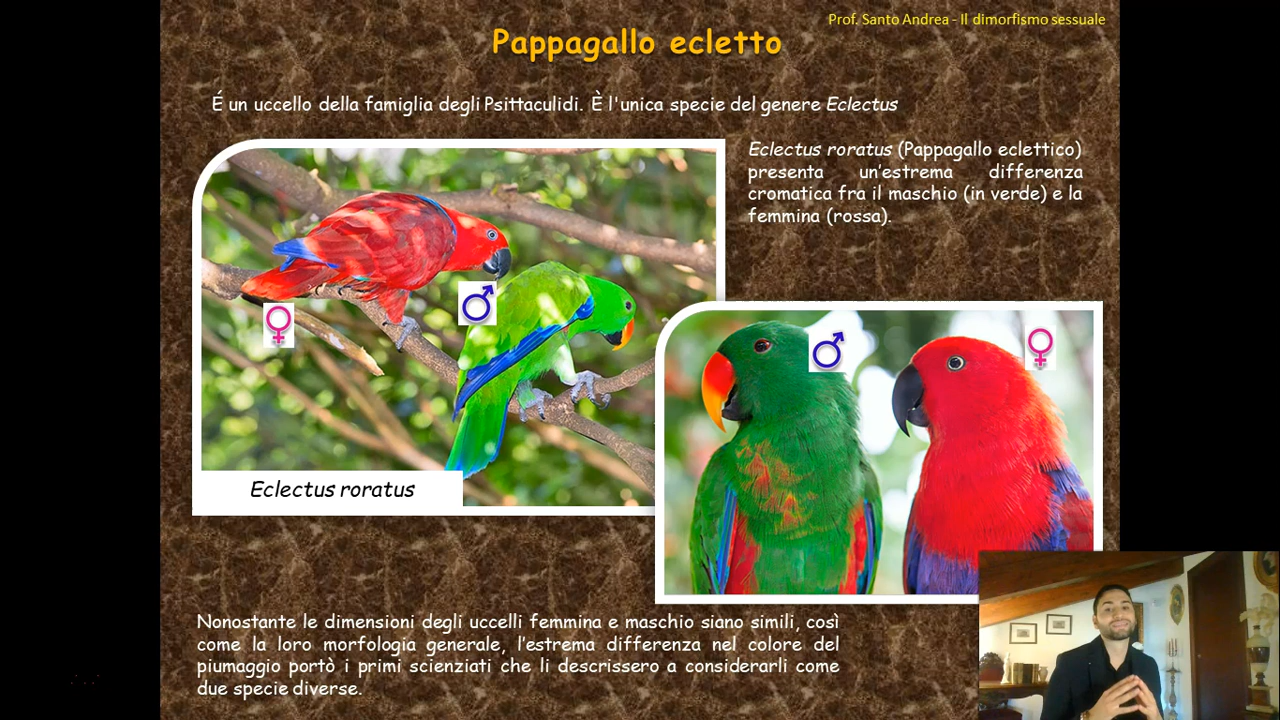 Prof. Santo Andrea - Il dimorfismo sessuale
Pappagallo ecletto
É un uccello della famiglia degli Psittaculidi. È l'unica specie del genere Eclectus
Eclectus roratus (Pappagallo eclettico)
presenta un'estrema differenza
cromatica fra il maschio (in verde) e la
femmina (rossa).
♀
♂
♂
♀
Eclectus roratus
Nonostante le dimensioni degli uccelli femmina e maschio siano simili, così
come la loro morfologia generale, l'estrema differenza nel colore del
piumaggio portò i primi scienziati che li descrissero a considerarli come
due specie diverse.